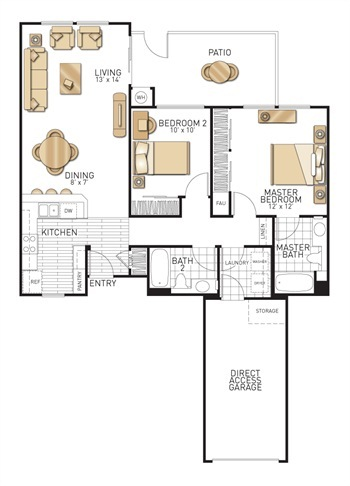 PATIO
LIVING
13' x 14'
WH
BEDROOM 2
10' x 10'
DINING
8' x 7'
MASTER
BEDROOM
12' x 12'
FAU
DW
KITCHEN
LINEN
MASTER
BATH
REF
PANTRY
ENTRY
BATH
2
LAUNDRY
WASHER
DRYER
STORAGE
DIRECT
ACCESS
GARAGE